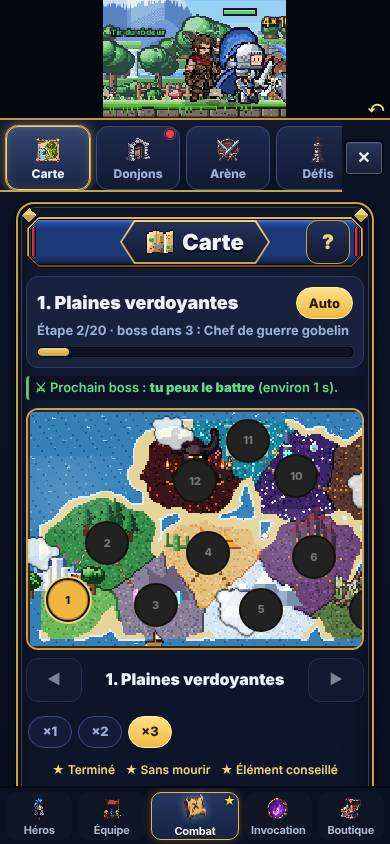 Carte
Donjons
Arène
Défis
✕
Carte
?
1. Plaines verdoyantes
Auto
Étape 2/20 · boss dans 3 : Chef de guerre gobelin
⚔ Prochain boss : tu peux le battre (environ 1 s).
11
12
10
2
4
6
1
3
5
◀ 1. Plaines verdoyantes ▶
×1 ×2 ×3
★ Terminé ★ Sans mourir ★ Élément conseillé
Héros
Équipe
Combat
Invocation
Boutique